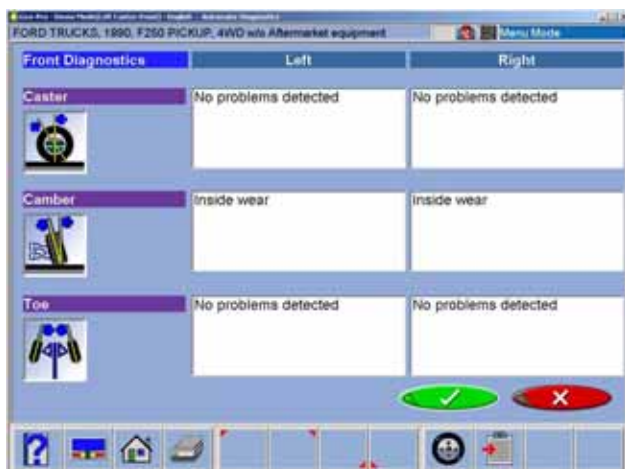 FORD TRUCKS, 1990, F250 PICKUP, 4WD w/o Aftermarket equipment
Menu Mode
Front Diagnostics
Left
Right
Caster
No problems detected
No problems detected
Camber
Inside wear
Inside wear
Toe
No problems detected
No problems detected